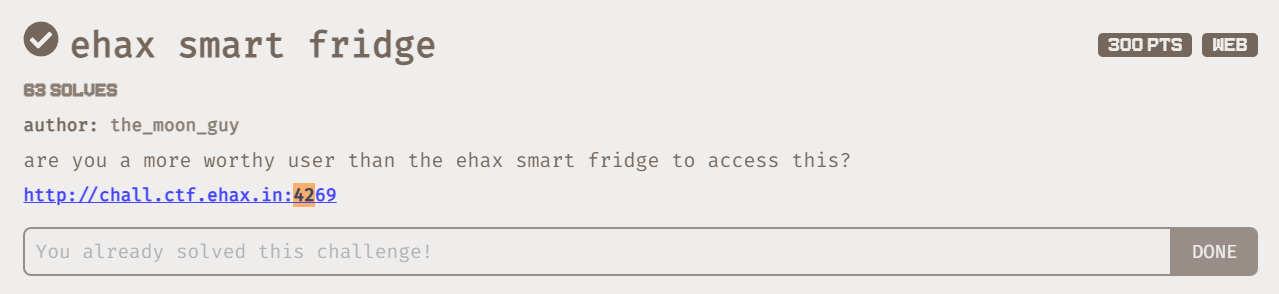 ehax smart fridge 300 PTS WEB
63 SOLVES
author: the_moon_guy
are you a more worthy user than the ehax smart fridge to access this?
http://chall.ctf.ehax.in:4269
You already solved this challenge! DONE